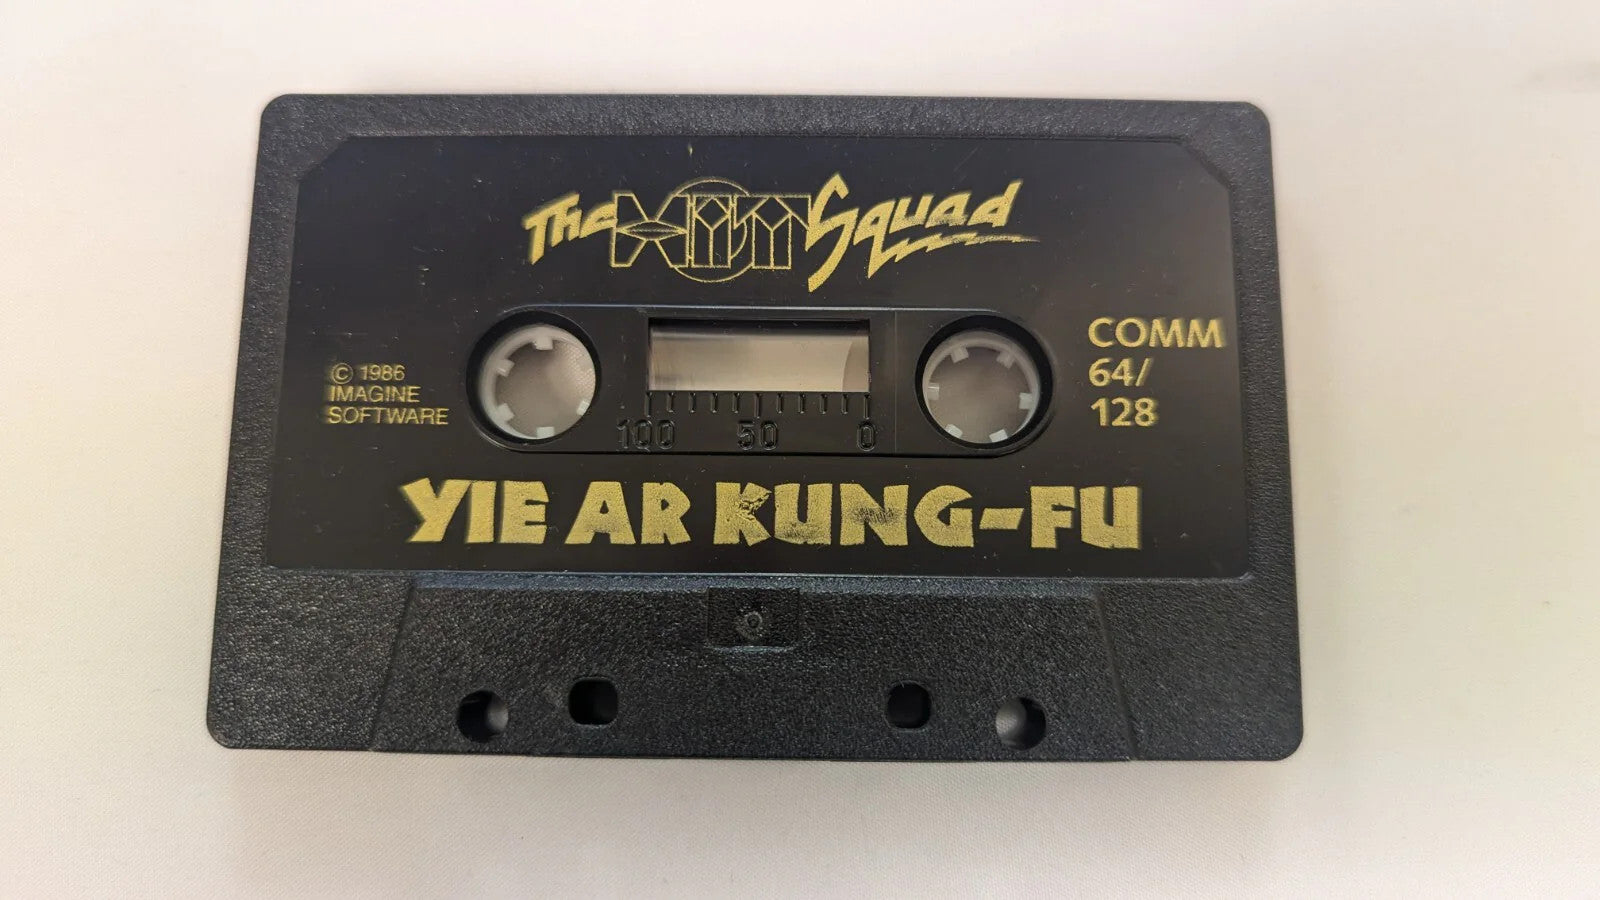 The HIT Squad
COMM
64/
128
© 1986
IMAGINE
SOFTWARE
100 50 0
YIE AR KUNG-FU